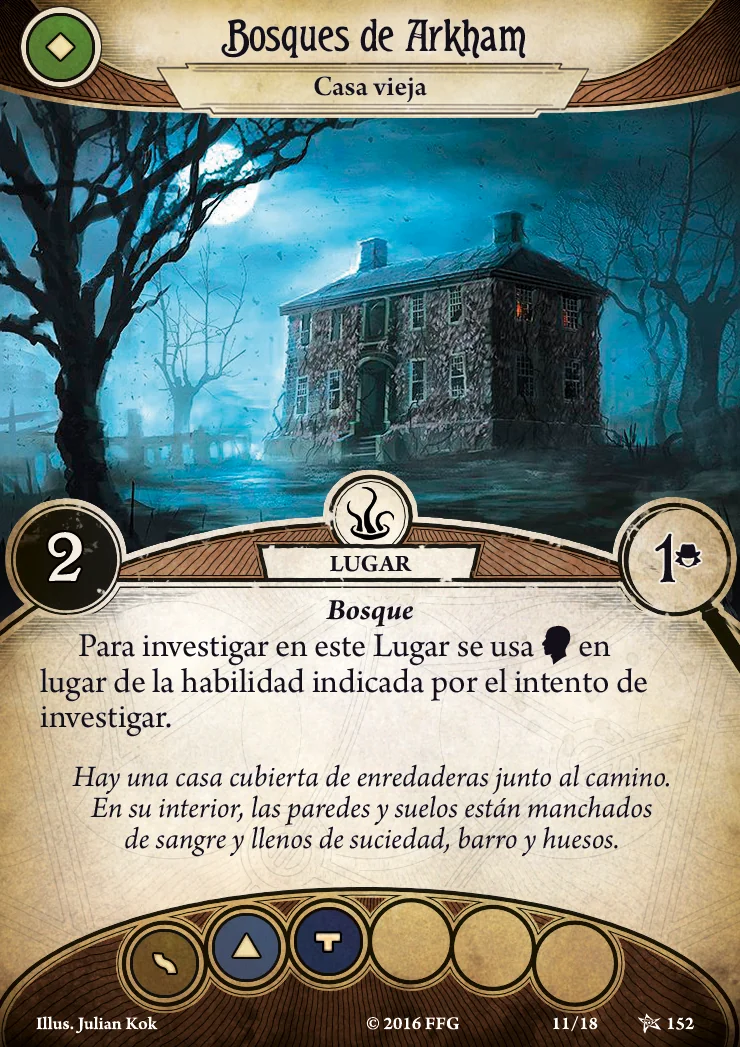 Bosques de Arkham
Casa vieja
2
LUGAR
1
Bosque
Para investigar en este Lugar se usa en
lugar de la habilidad indicada por el intento de
investigar.
Hay una casa cubierta de enredaderas junto al camino.
En su interior, las paredes y suelos están manchados
de sangre y llenos de suciedad, barro y huesos.
Illus. Julian Kok
© 2016 FFG
11/18
152